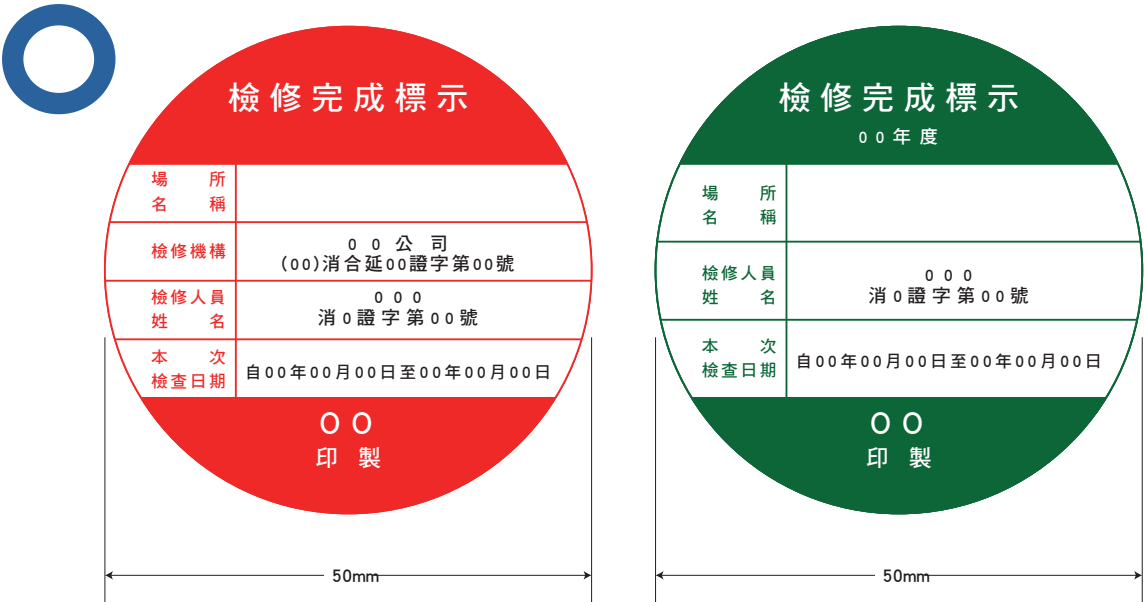 檢修完成標示
場所
名稱
檢修機構
00公司
(00)消合延00證字第00號
檢修人員
姓名
000
消0證字第00號
本次
檢查日期
自00年00月00日至00年00月00日
OO
印製
50mm
檢修完成標示
00年度
場所
名稱
檢修人員
姓名
000
消0證字第00號
本次
檢查日期
自00年00月00日至00年00月00日
OO
印製
50mm